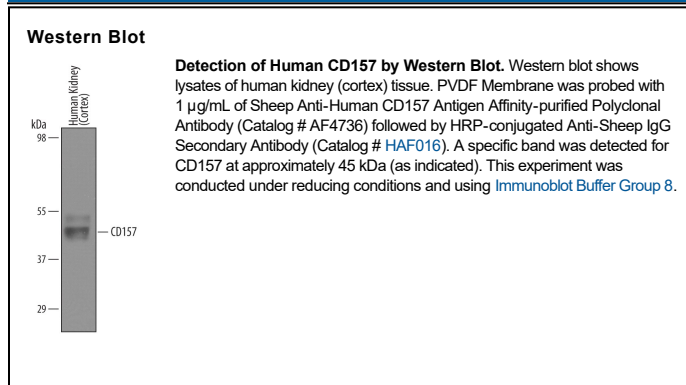 Western Blot
Human Kidney
(Cortex)
kDa
98
55
37
29
CD157
Detection of Human CD157 by Western Blot. Western blot shows
lysates of human kidney (cortex) tissue. PVDF Membrane was probed with
1 µg/mL of Sheep Anti-Human CD157 Antigen Affinity-purified Polyclonal
Antibody (Catalog # AF4736) followed by HRP-conjugated Anti-Sheep IgG
Secondary Antibody (Catalog # HAF016). A specific band was detected for
CD157 at approximately 45 kDa (as indicated). This experiment was
conducted under reducing conditions and using Immunoblot Buffer Group 8.